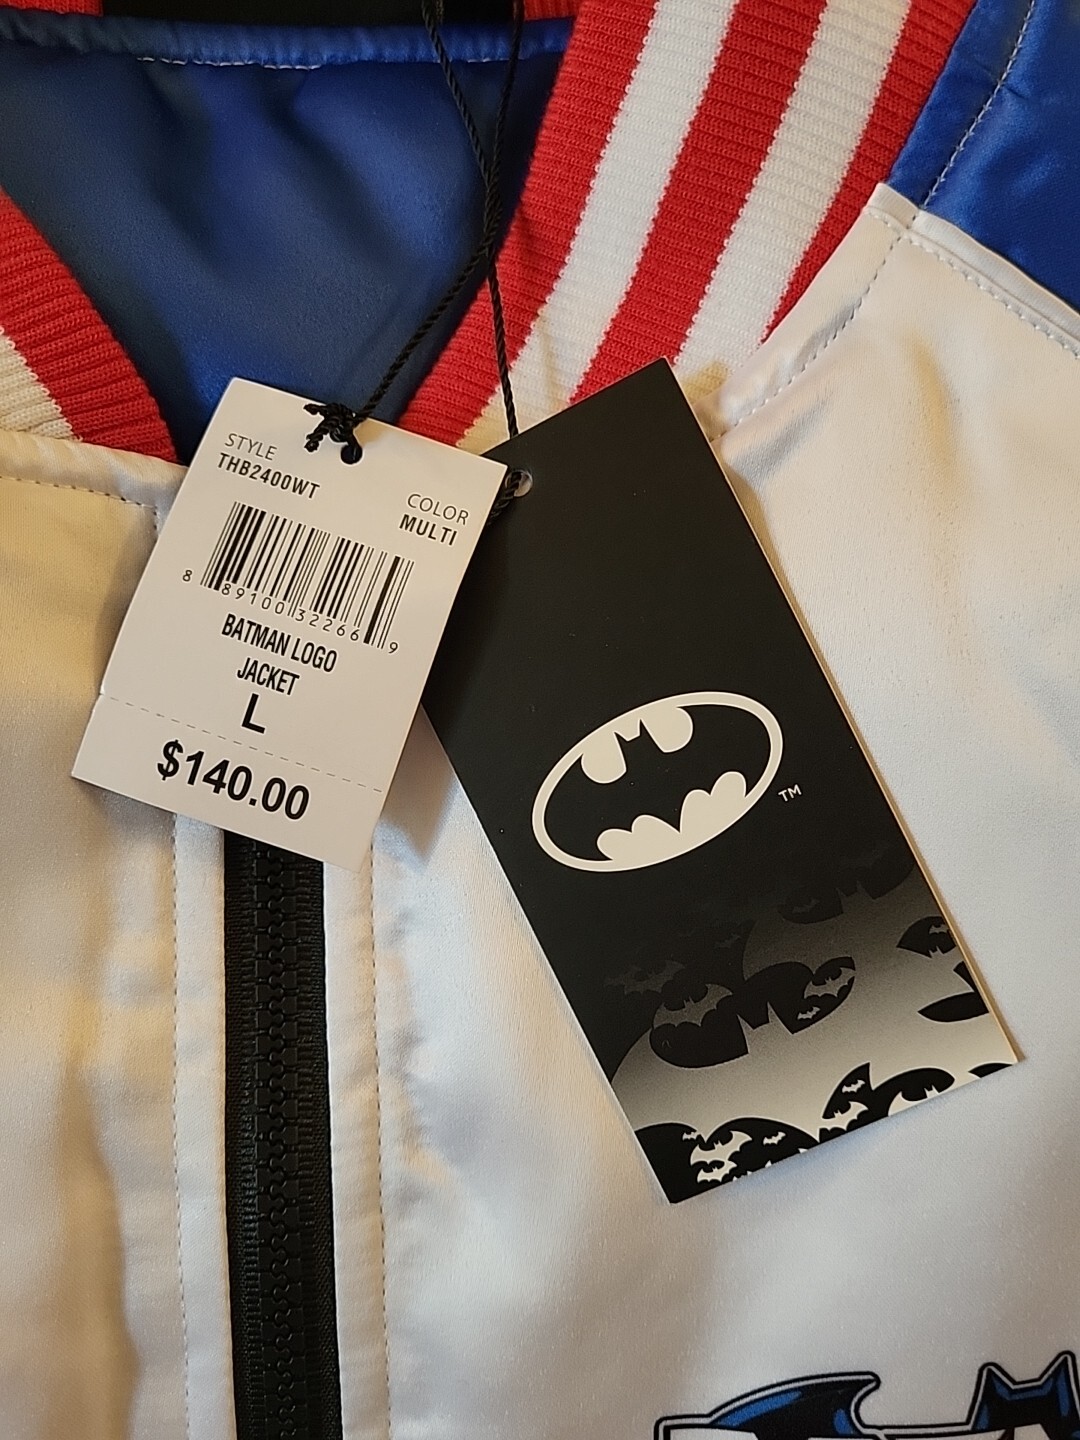 STYLE
THB2400WT
COLOR
MULTI
8 89100 32266 9
BATMAN LOGO
JACKET
L
$140.00
TM